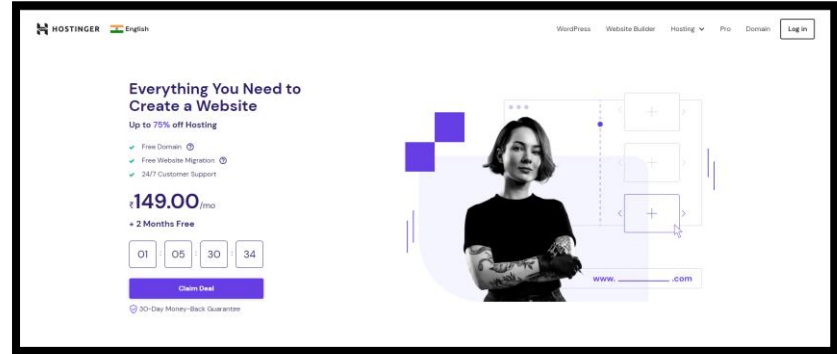 HOSTINGER English WordPress Website Builder Hosting Pro Domain Log in
Everything You Need to
Create a Website
Up to 75% off Hosting
Free Domain
Free Website Migration
24/7 Customer Support
₹149.00/mo
+ 2 Months Free
01 : 05 : 30 : 34
Claim Deal
30-Day Money-Back Guarantee
www. ________ .com